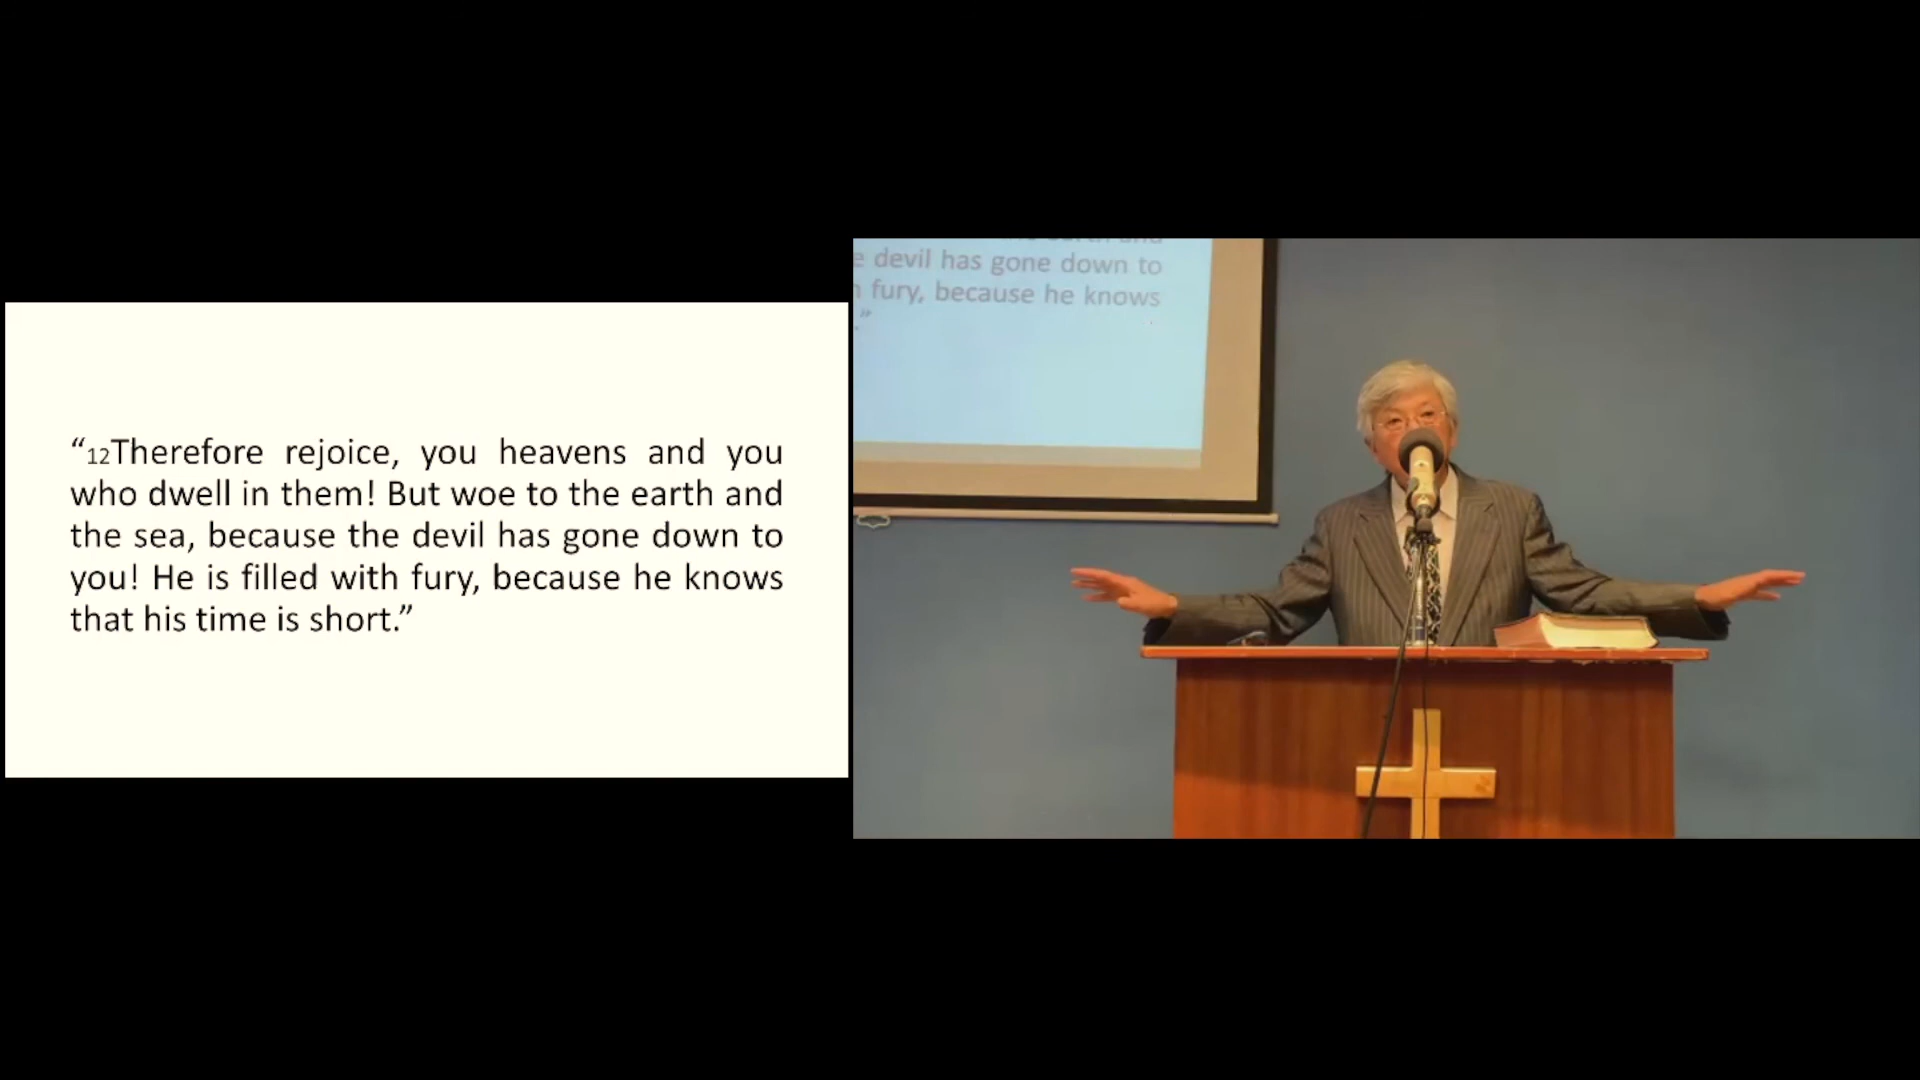 “12Therefore rejoice, you heavens and you
who dwell in them! But woe to the earth and
the sea, because the devil has gone down to
you! He is filled with fury, because he knows
that his time is short.”
devil has gone down to
fury, because he knows
.”